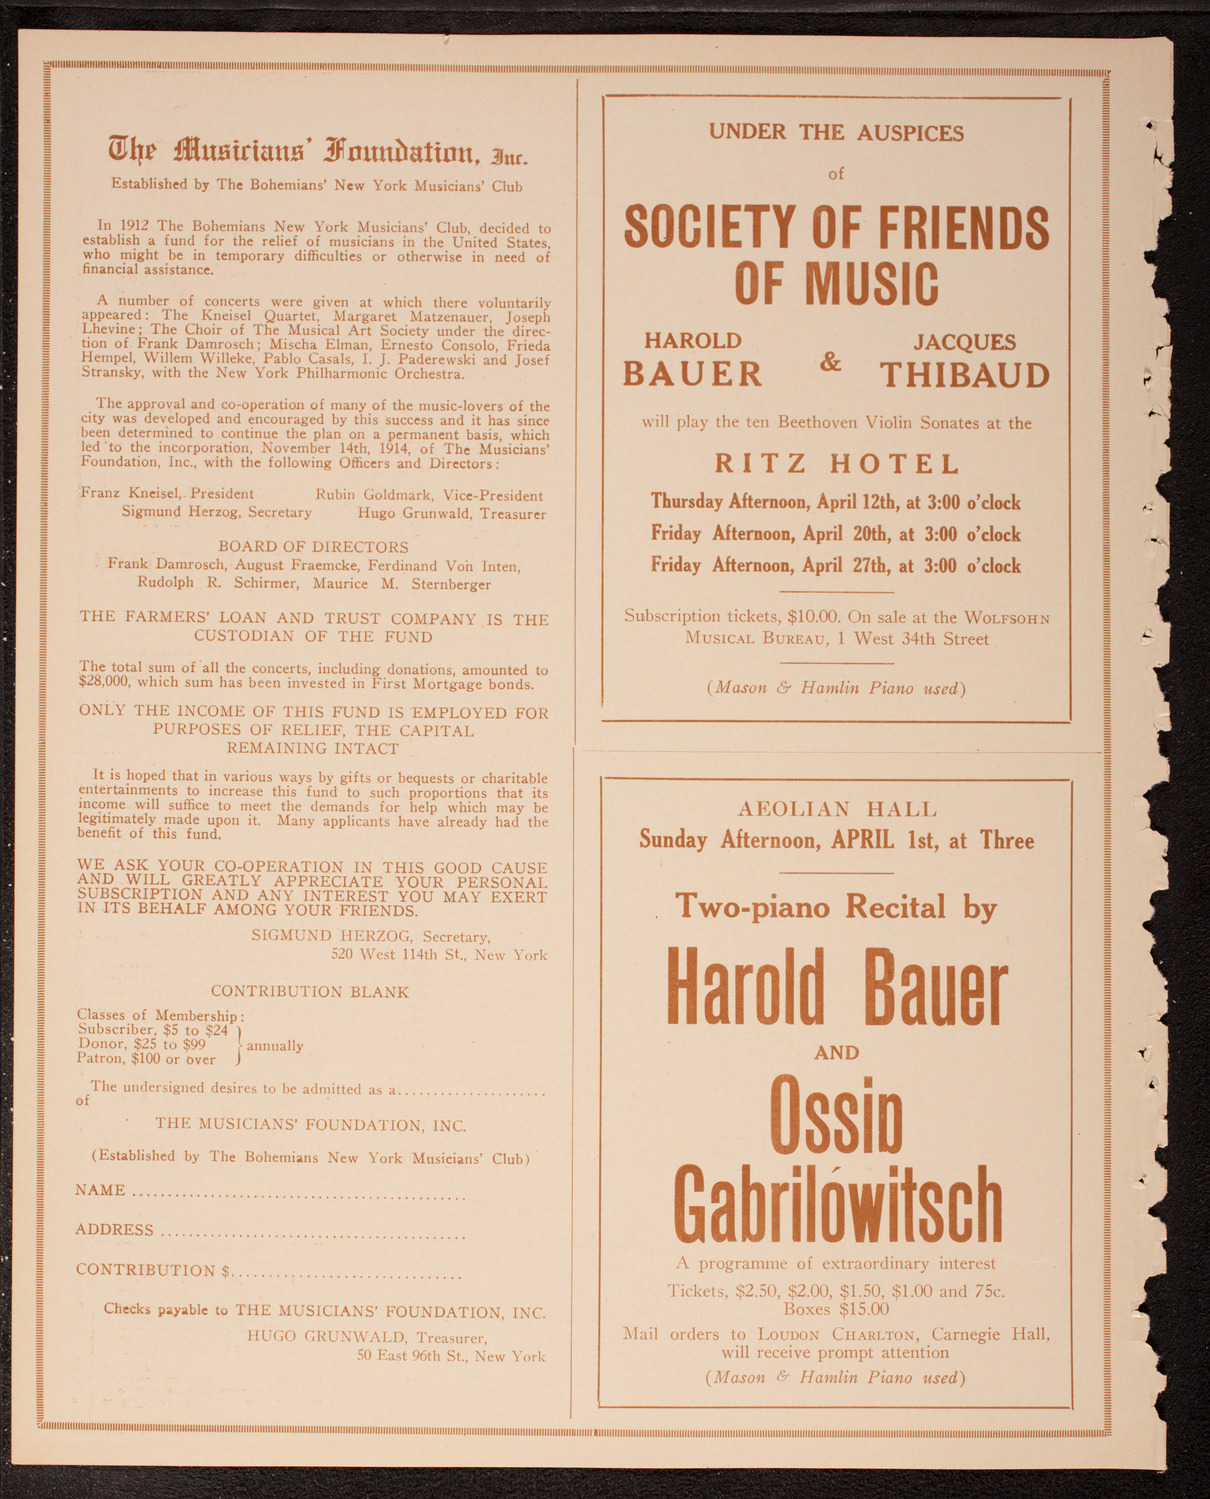 The Musicians' Foundation, Inc.
Established by The Bohemians' New York Musicians' Club
In 1912 The Bohemians New York Musicians' Club, decided to
establish a fund for the relief of musicians in the United States,
who might be in temporary difficulties or otherwise in need of
financial assistance.
A number of concerts were given at which there voluntarily
appeared: The Kneisel Quartet, Margaret Matzenauer, Joseph
Lhevine; The Choir of The Musical Art Society under the direc-
tion of Frank Damrosch; Mischa Elman, Ernesto Consolo, Frieda
Hempel, Willem Willeke, Pablo Casals, I. J. Paderewski and Josef
Stransky, with the New York Philharmonic Orchestra.
The approval and co-operation of many of the music-lovers of the
city was developed and encouraged by this success and it has since
been determined to continue the plan on a permanent basis, which
led to the incorporation, November 14th, 1914, of The Musicians'
Foundation, Inc., with the following Officers and Directors:
Franz Kneisel, President Rubin Goldmark, Vice-President
Sigmund Herzog, Secretary Hugo Grunwald, Treasurer
BOARD OF DIRECTORS
Frank Damrosch, August Fraemcke, Ferdinand Von Inten,
Rudolph R. Schirmer, Maurice M. Sternberger
THE FARMERS' LOAN AND TRUST COMPANY IS THE
CUSTODIAN OF THE FUND
The total sum of all the concerts, including donations, amounted to
$28,000, which sum has been invested in First Mortgage bonds.
ONLY THE INCOME OF THIS FUND IS EMPLOYED FOR
PURPOSES OF RELIEF, THE CAPITAL
REMAINING INTACT
It is hoped that in various ways by gifts or bequests or charitable
entertainments to increase this fund to such proportions that its
income will suffice to meet the demands for help which may be
legitimately made upon it. Many applicants have already had the
benefit of this fund.
WE ASK YOUR CO-OPERATION IN THIS GOOD CAUSE
AND WILL GREATLY APPRECIATE YOUR PERSONAL
SUBSCRIPTION AND ANY INTEREST YOU MAY EXERT
IN ITS BEHALF AMONG YOUR FRIENDS.
SIGMUND HERZOG, Secretary,
520 West 114th St., New York
CONTRIBUTION BLANK
Classes of Membership:
Subscriber, $5 to $24
Donor, $25 to $99 } annually
Patron, $100 or over
The undersigned desires to be admitted as a.....................
of
THE MUSICIANS' FOUNDATION, INC.
(Established by The Bohemians New York Musicians' Club)
NAME ...............................................
ADDRESS ...........................................
CONTRIBUTION $................................
Checks payable to THE MUSICIANS' FOUNDATION, INC.
HUGO GRUNWALD, Treasurer,
50 East 96th St., New York
UNDER THE AUSPICES
of
SOCIETY OF FRIENDS
OF MUSIC
HAROLD JACQUES
BAUER & THIBAUD
will play the ten Beethoven Violin Sonates at the
RITZ HOTEL
Thursday Afternoon, April 12th, at 3:00 o'clock
Friday Afternoon, April 20th, at 3:00 o'clock
Friday Afternoon, April 27th, at 3:00 o'clock
Subscription tickets, $10.00. On sale at the WOLFSOHN
MUSICAL BUREAU, 1 West 34th Street
(Mason & Hamlin Piano used)
AEOLIAN HALL
Sunday Afternoon, APRIL 1st, at Three
Two-piano Recital by
Harold Bauer
AND
Ossip
Gabrilówitsch
A programme of extraordinary interest
Tickets, $2.50, $2.00, $1.50, $1.00 and 75c.
Boxes $15.00
Mail orders to LOUDON CHARLTON, Carnegie Hall,
will receive prompt attention
(Mason & Hamlin Piano used)